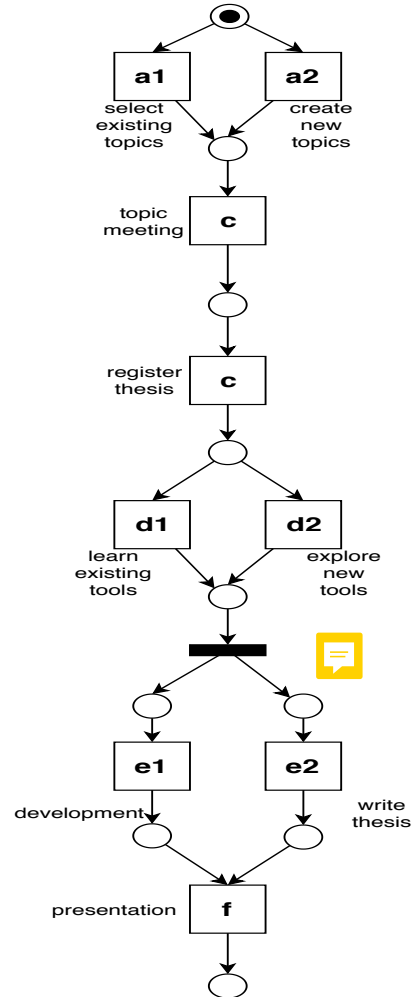 a1
a2
select
existing
topics
create
new
topics
topic
meeting
c
register
thesis
c
d1
d2
learn
existing
tools
explore
new
tools
e1
e2
development
write
thesis
presentation
f